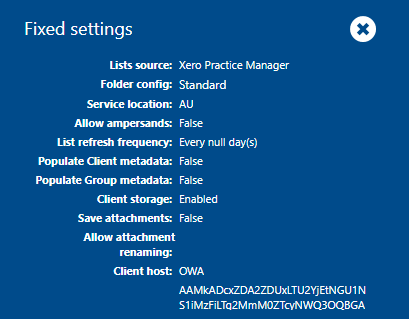 Fixed settings
Lists source: Xero Practice Manager
Folder config: Standard
Service location: AU
Allow ampersands: False
List refresh frequency: Every null day(s)
Populate Client metadata: False
Populate Group metadata: False
Client storage: Enabled
Save attachments: False
Allow attachment
renaming:
Client host: OWA
AAMkADcxZDA2ZDUxLTU2YjEtNGU1N
S1iMzFiLTg2MmM0ZTcyNWQ3OQBGA